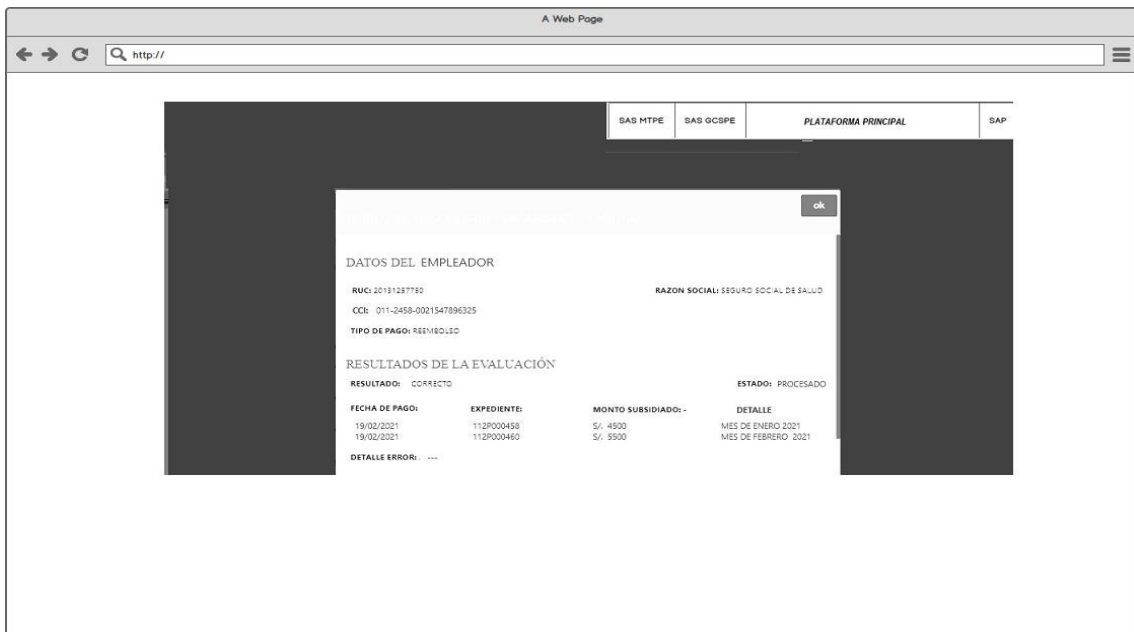 A Web Page
http://
SAS MTPE SAS GCSPE PLATAFORMA PRINCIPAL SAP
ok
DATOS DEL EMPLEADOR
RUC: 20131257750 RAZON SOCIAL: SEGURO SOCIAL DE SALUD
CCI: 011-2458-0021547896325
TIPO DE PAGO: REEMBOLSO
RESULTADOS DE LA EVALUACIÓN
RESULTADO: CORRECTO ESTADO: PROCESADO
FECHA DE PAGO: EXPEDIENTE: MONTO SUBSIDIADO: - DETALLE
19/02/2021 112P000458 S/. 4500 MES DE ENERO 2021
19/02/2021 112P000460 S/. 5500 MES DE FEBRERO 2021
DETALLE ERROR: ---